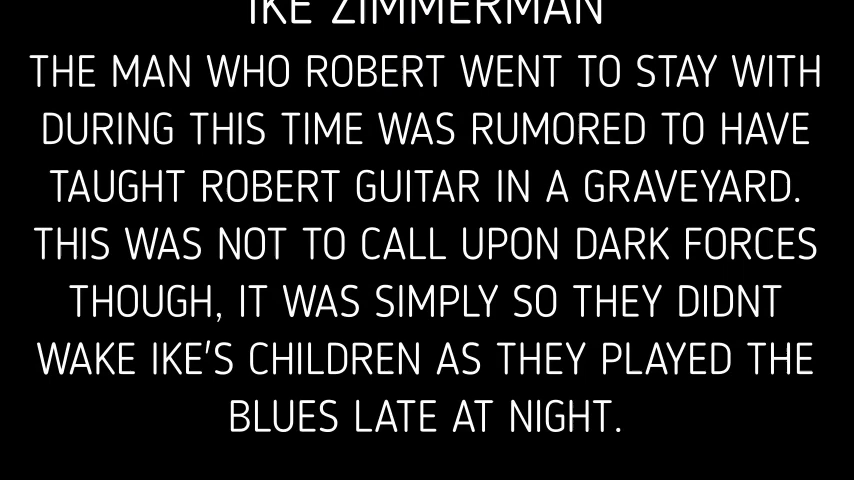 IKE ZIMMERMAN
THE MAN WHO ROBERT WENT TO STAY WITH
DURING THIS TIME WAS RUMORED TO HAVE
TAUGHT ROBERT GUITAR IN A GRAVEYARD.
THIS WAS NOT TO CALL UPON DARK FORCES
THOUGH, IT WAS SIMPLY SO THEY DIDNT
WAKE IKE'S CHILDREN AS THEY PLAYED THE
BLUES LATE AT NIGHT.